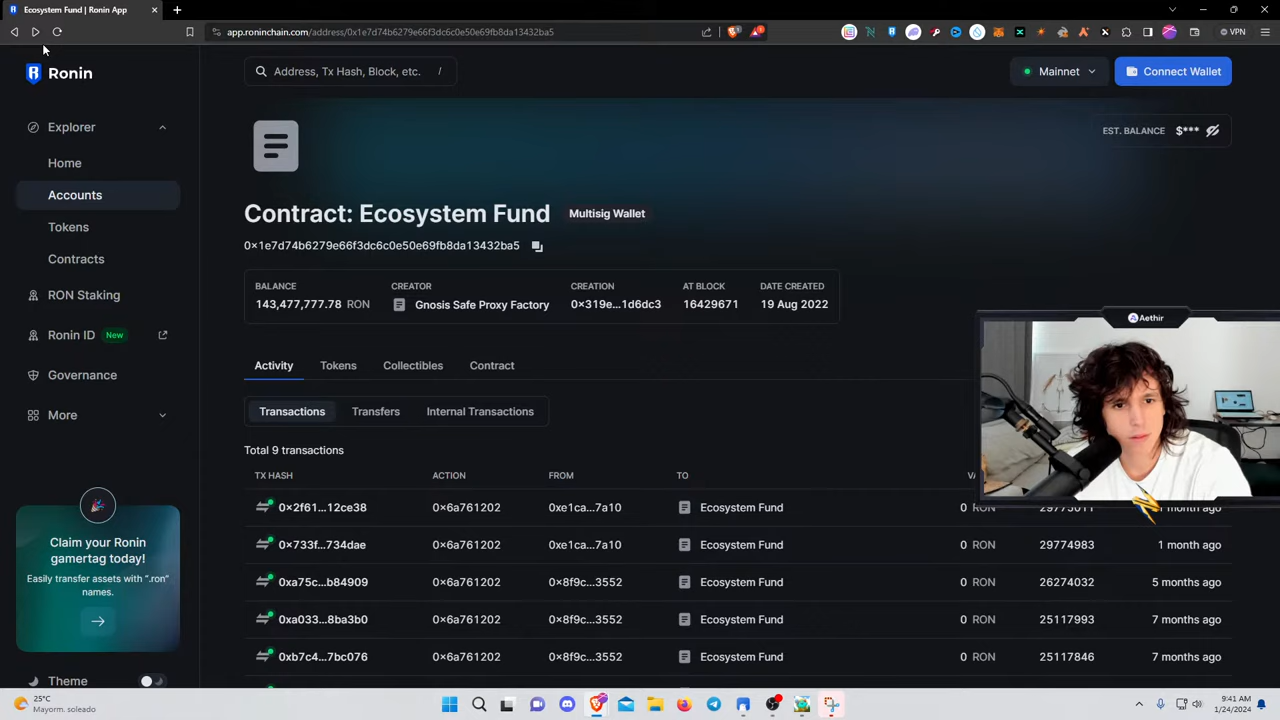 Ecosystem Fund | Ronin App
app.roninchain.com/address/0x1e7d74b6279e66f3dc6c0e50e69fb8da13432ba5
VPN
Ronin
Address, Tx Hash, Block, etc. /
Mainnet
Connect Wallet
Explorer
Home
Accounts
Tokens
Contracts
RON Staking
Ronin ID New
Governance
More
Claim your Ronin
gamertag today!
Easily transfer assets with ".ron"
names.
Theme
EST. BALANCE $***
Contract: Ecosystem Fund Multisig Wallet
0x1e7d74b6279e66f3dc6c0e50e69fb8da13432ba5
BALANCE CREATOR CREATION AT BLOCK DATE CREATED
143,477,777.78 RON Gnosis Safe Proxy Factory 0x319e...1d6dc3 16429671 19 Aug 2022
Activity Tokens Collectibles Contract
Transactions Transfers Internal Transactions
Total 9 transactions
TX HASH ACTION FROM TO
0x2f61...12ce38 0x6a761202 0xe1ca...7a10 Ecosystem Fund 0 RON month ago
0x733f...734dae 0x6a761202 0xe1ca...7a10 Ecosystem Fund 0 RON 29774983 1 month ago
0xa75c...b84909 0x6a761202 0x8f9c...3552 Ecosystem Fund 0 RON 26274032 5 months ago
0xa033...8ba3b0 0x6a761202 0x8f9c...3552 Ecosystem Fund 0 RON 25117993 7 months ago
0xb7c4...7bc076 0x6a761202 0x8f9c...3552 Ecosystem Fund 0 RON 25117846 7 months ago
Aethir
25°C
Mayorm. soleado
9:41 AM
1/24/2024